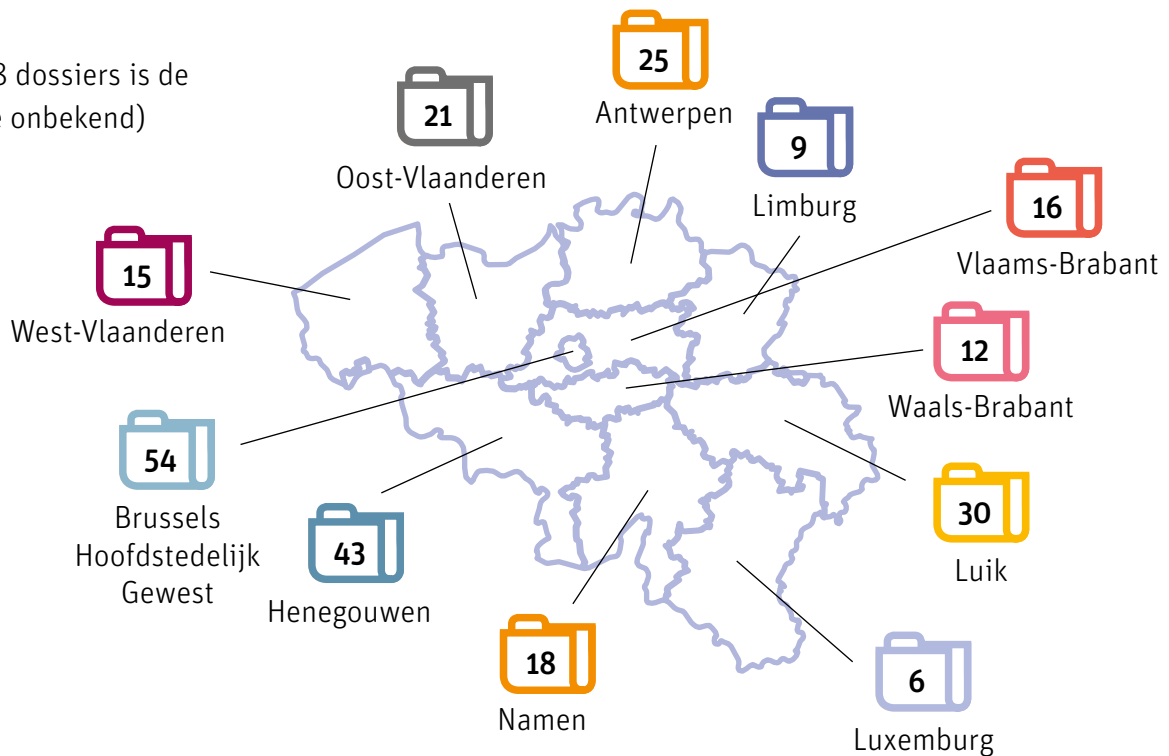 8 dossiers is de
onbekend)
25
Antwerpen
21
Oost-Vlaanderen
9
Limburg
16
Vlaams-Brabant
15
West-Vlaanderen
12
Waals-Brabant
54
Brussels
Hoofdstedelijk
Gewest
43
Henegouwen
30
Luik
18
Namen
6
Luxemburg